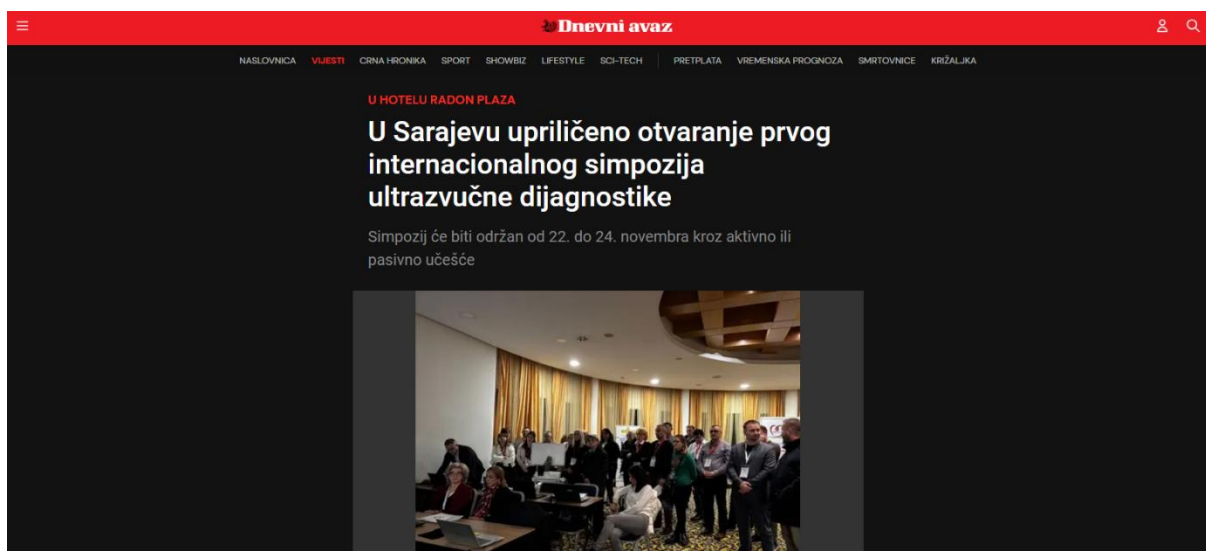 Dnevni avaz
NASLOVNICA VIJESTI CRNA HRONIKA SPORT SHOWBIZ LIFESTYLE SCI-TECH PRETPLATA VREMENSKA PROGNOZA SMRTOVNICE KRIŽALJKA
U HOTELU RADON PLAZA
U Sarajevu upriličeno otvaranje prvog
internacionalnog simpozija
ultrazvučne dijagnostike
Simpozij će biti održan od 22. do 24. novembra kroz aktivno ili
pasivno učešće